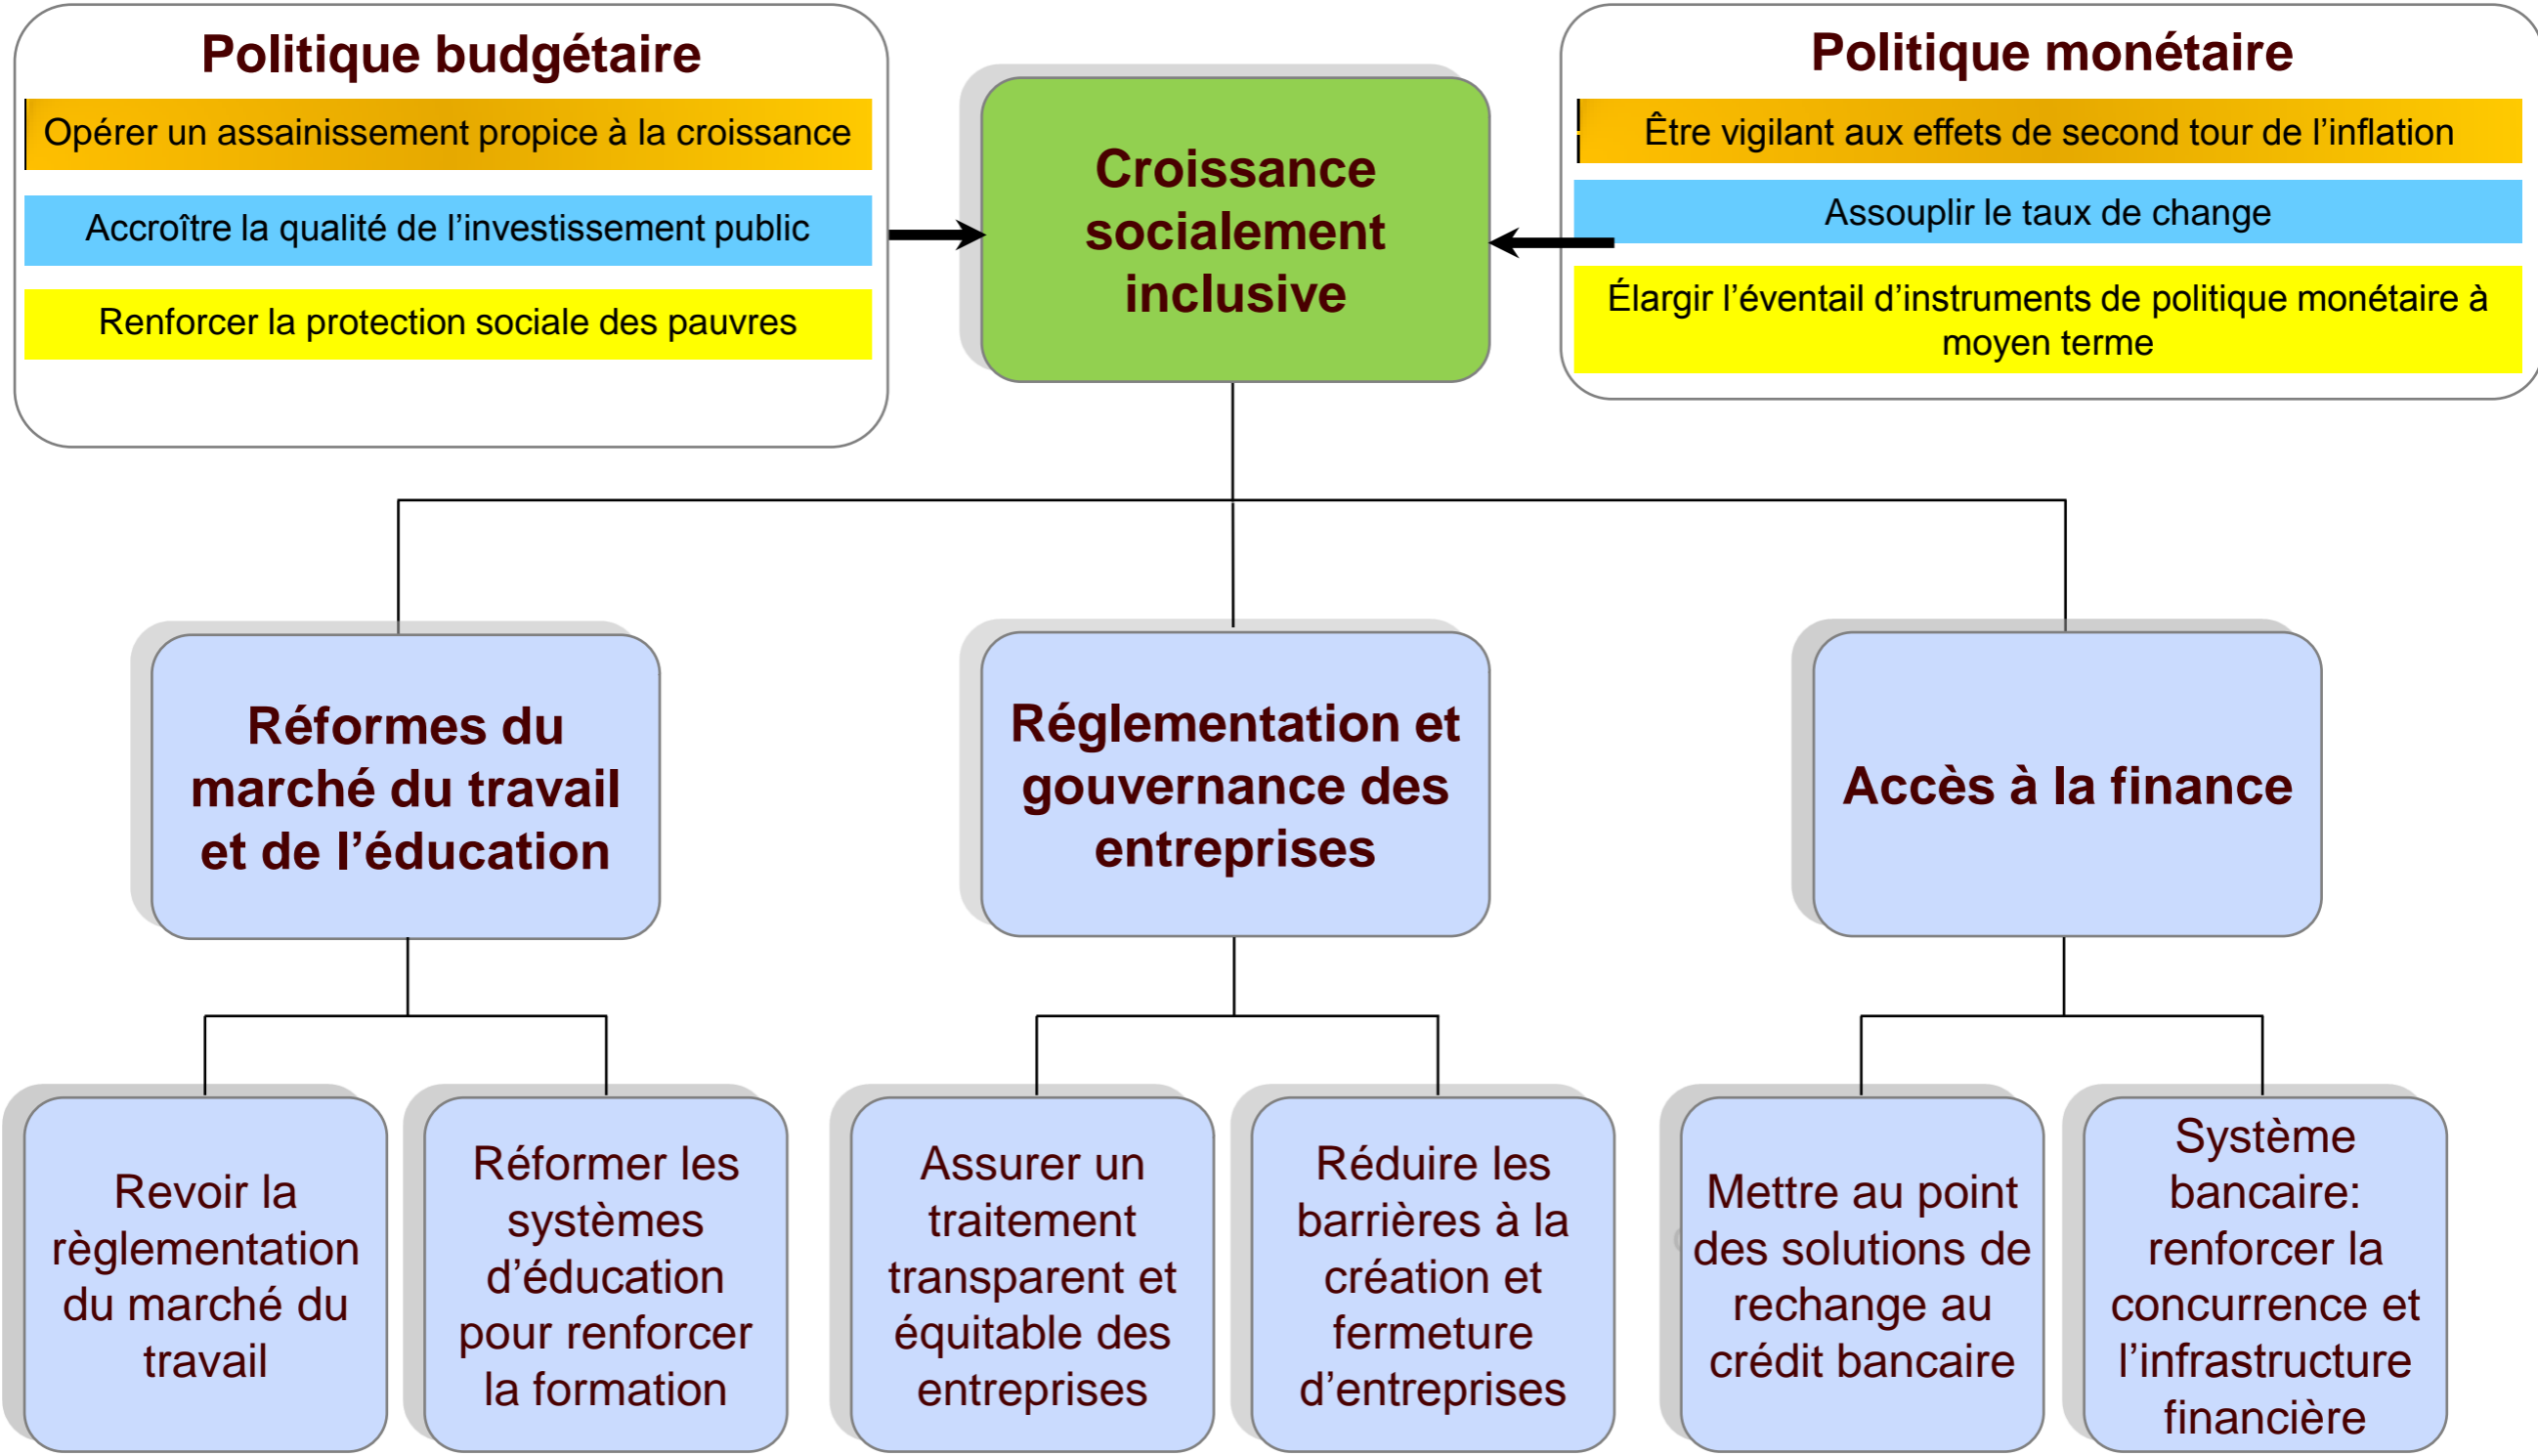 Politique budgétaire
Opérer un assainissement propice à la croissance
Accroître la qualité de l’investissement public
Renforcer la protection sociale des pauvres
Croissance
socialement
inclusive
Politique monétaire
Être vigilant aux effets de second tour de l’inflation
Assouplir le taux de change
Élargir l’éventail d’instruments de politique monétaire à
moyen terme
Réformes du
marché du travail
et de l’éducation
Réglementation et
gouvernance des
entreprises
Accès à la finance
Revoir la
règlementation
du marché du
travail
Réformer les
systèmes
d’éducation
pour renforcer
la formation
Assurer un
traitement
transparent et
équitable des
entreprises
Réduire les
barrières à la
création et
fermeture
d’entreprises
Mettre au point
des solutions de
rechange au
crédit bancaire
Système
bancaire:
renforcer la
concurrence et
l’infrastructure
financière